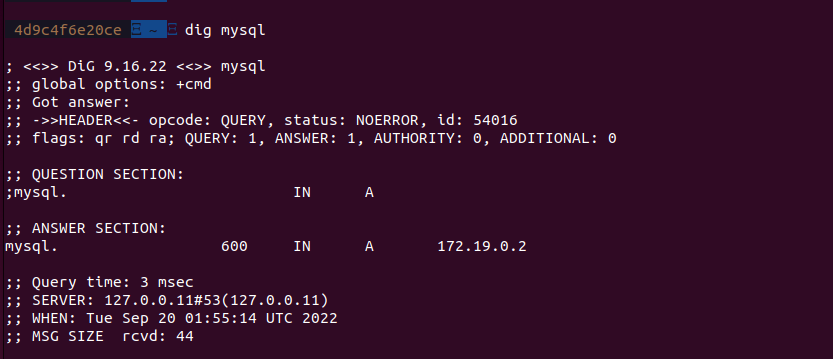 4d9c4f6e20ce ~ dig mysql
; <<>> DiG 9.16.22 <<>> mysql
;; global options: +cmd
;; Got answer:
;; ->>HEADER<<- opcode: QUERY, status: NOERROR, id: 54016
;; flags: qr rd ra; QUERY: 1, ANSWER: 1, AUTHORITY: 0, ADDITIONAL: 0
;; QUESTION SECTION:
;mysql. IN A
;; ANSWER SECTION:
mysql. 600 IN A 172.19.0.2
;; Query time: 3 msec
;; SERVER: 127.0.0.11#53(127.0.0.11)
;; WHEN: Tue Sep 20 01:55:14 UTC 2022
;; MSG SIZE rcvd: 44